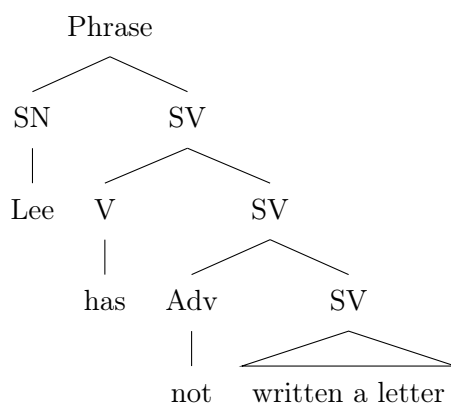 Phrase
SN SV
Lee V SV
has Adv SV
not written a letter